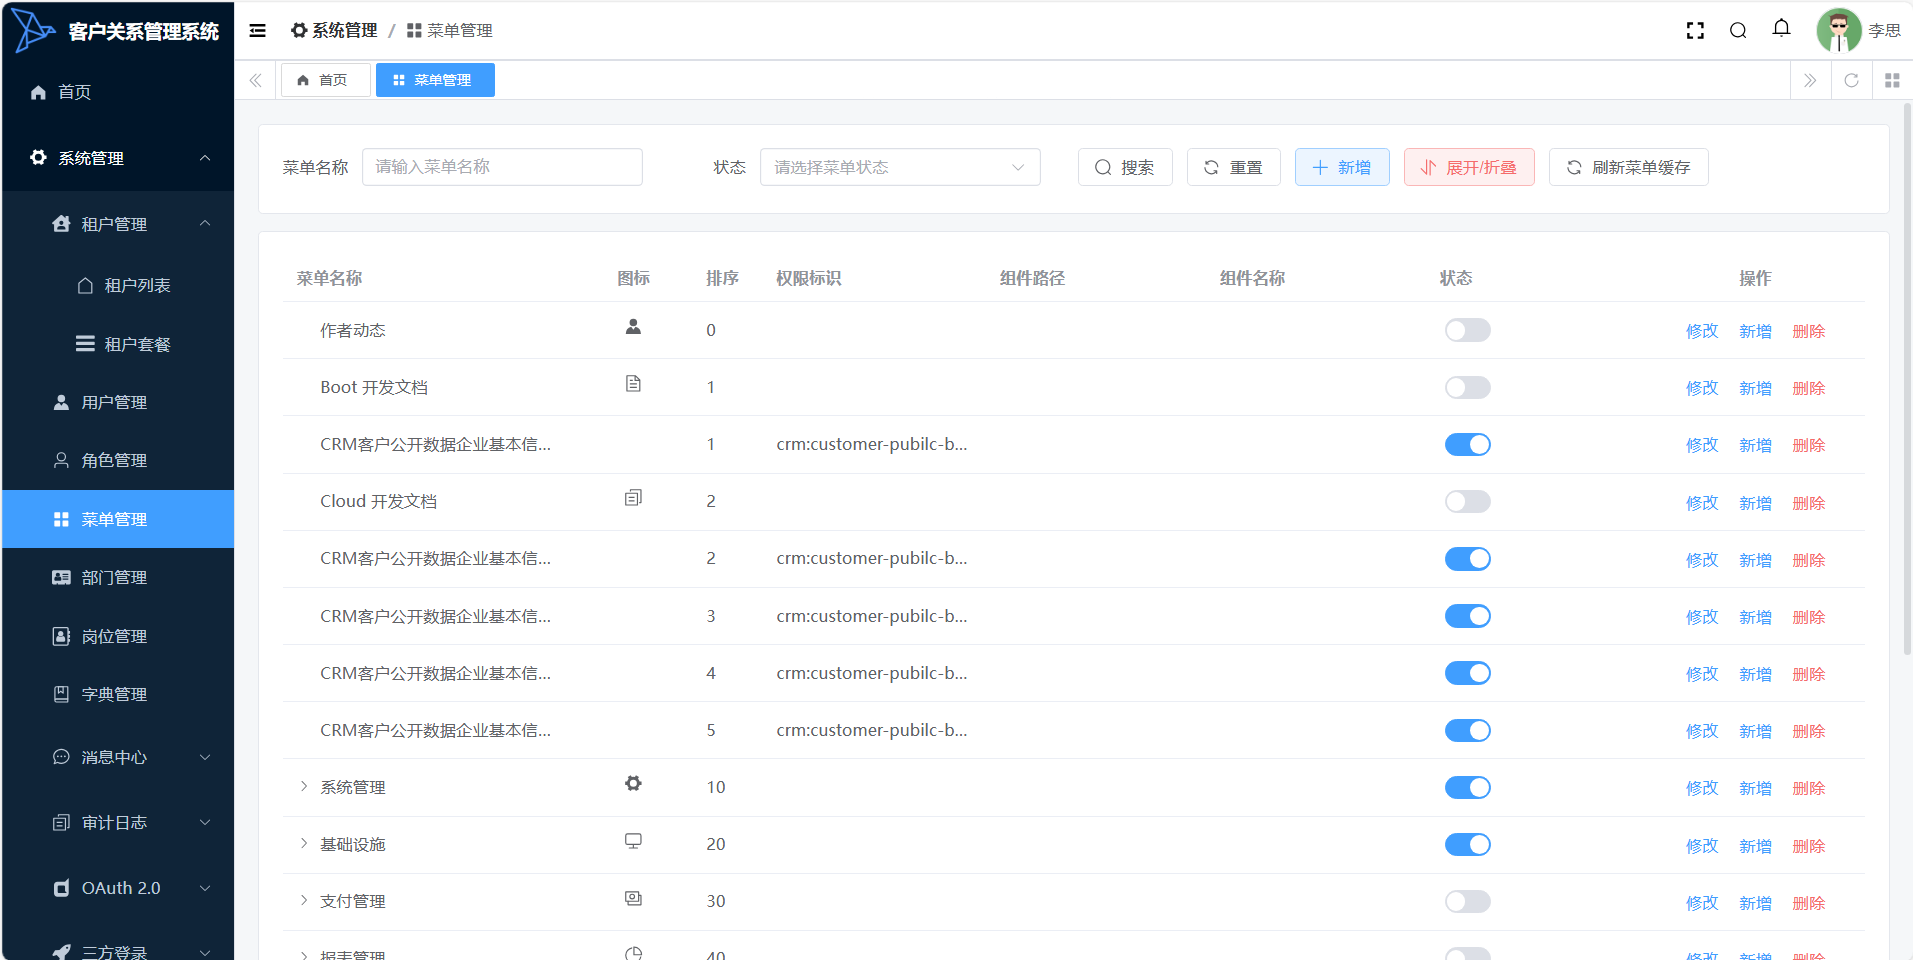 客户关系管理系统
系统管理 / 菜单管理
李思
首页
菜单管理
首页
系统管理
租户管理
租户列表
租户套餐
用户管理
角色管理
菜单管理
部门管理
岗位管理
字典管理
消息中心
审计日志
OAuth 2.0
三方登录
菜单名称 请输入菜单名称 状态 请选择菜单状态 搜索 重置 新增 展开/折叠 刷新菜单缓存
菜单名称 图标 排序 权限标识 组件路径 组件名称 状态 操作
作者动态 0 修改 新增 删除
Boot 开发文档 1 修改 新增 删除
CRM客户公开数据企业基本信... 1 crm:customer-pubilc-b... 修改 新增 删除
Cloud 开发文档 2 修改 新增 删除
CRM客户公开数据企业基本信... 2 crm:customer-pubilc-b... 修改 新增 删除
CRM客户公开数据企业基本信... 3 crm:customer-pubilc-b... 修改 新增 删除
CRM客户公开数据企业基本信... 4 crm:customer-pubilc-b... 修改 新增 删除
CRM客户公开数据企业基本信... 5 crm:customer-pubilc-b... 修改 新增 删除
系统管理 10 修改 新增 删除
基础设施 20 修改 新增 删除
支付管理 30 修改 新增 删除
报表管理 40 修改 新增 删除